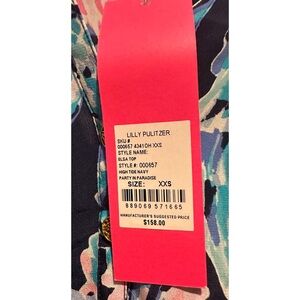 LILLY PULITZER
SKU #
000657 4341OH XXS
STYLE NAME:
ELSA TOP
STYLE #: 000657
HIGH TIDE NAVY
PARTY IN PARADISE
SIZE: XXS
889069 571665
MANUFACTURER'S SUGGESTED PRICE
$158.00